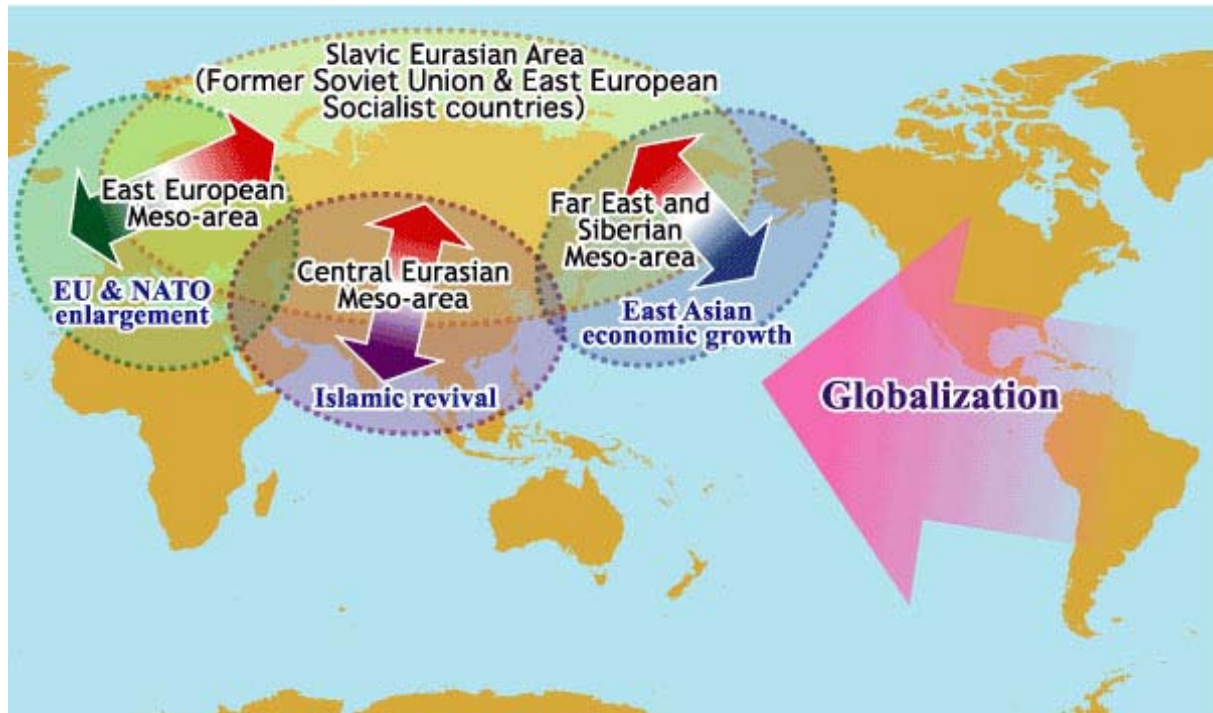 Slavic Eurasian Area
(Former Soviet Union & East European
Socialist countries)
East European
Meso-area
EU & NATO
enlargement
Central Eurasian
Meso-area
Islamic revival
Far East and
Siberian
Meso-area
East Asian
economic growth
Globalization